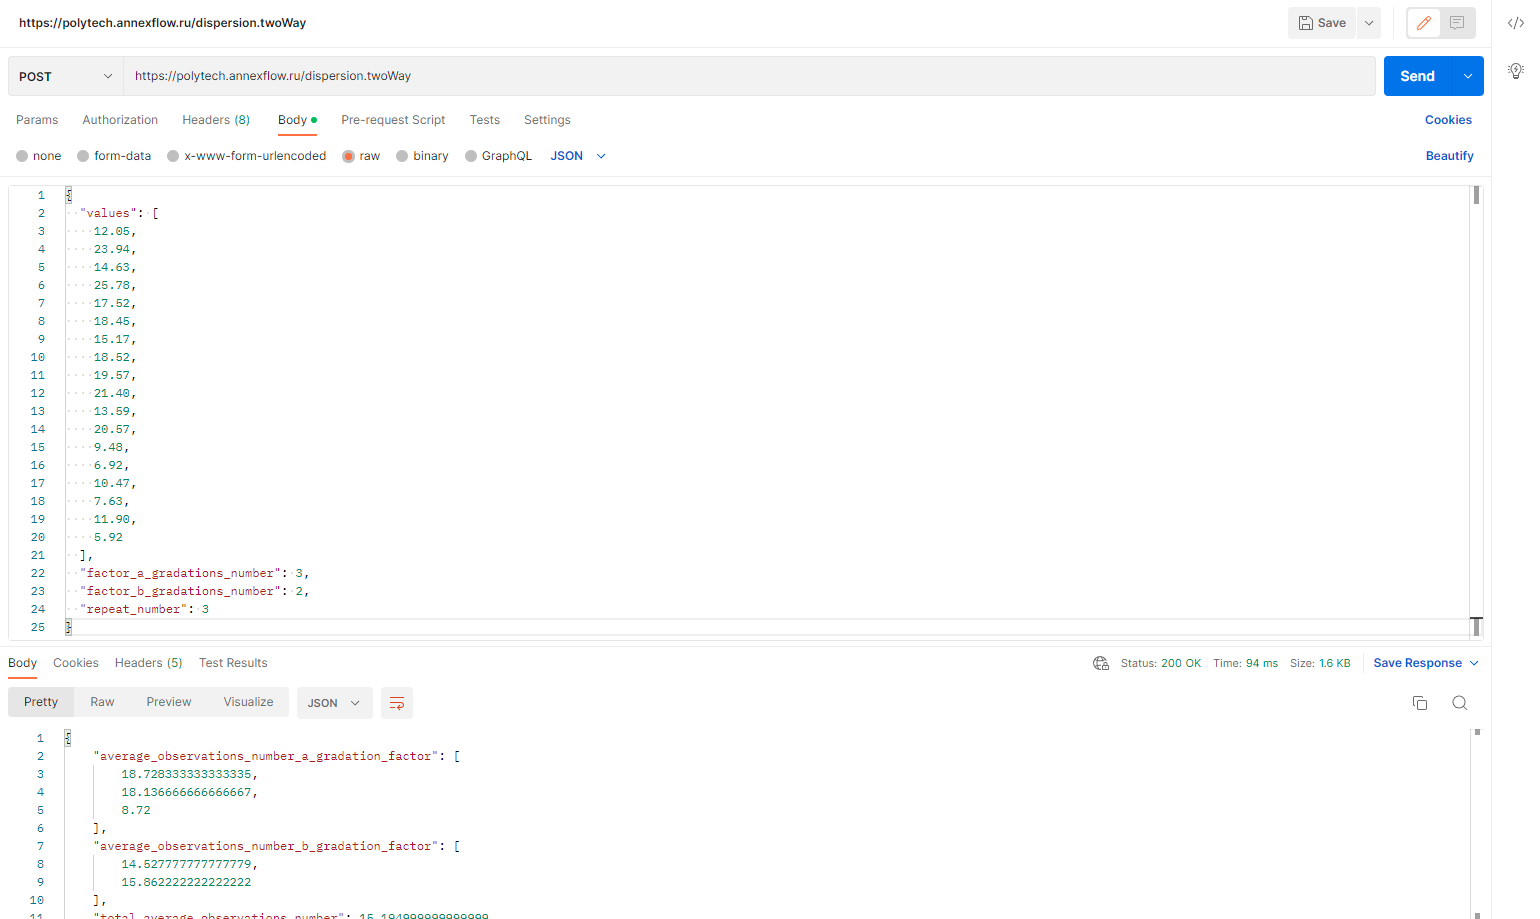 https://polytech.annexflow.ru/dispersion.twoWay
Save
POST
https://polytech.annexflow.ru/dispersion.twoWay
Send
Params Authorization Headers (8) Body Pre-request Script Tests Settings Cookies
none form-data x-www-form-urlencoded raw binary GraphQL JSON Beautify
1 {
2 "values": [
3 12.05,
4 23.94,
5 14.63,
6 25.78,
7 17.52,
8 18.45,
9 15.17,
10 18.52,
11 19.57,
12 21.40,
13 13.59,
14 20.57,
15 9.48,
16 6.92,
17 10.47,
18 7.63,
19 11.90,
20 5.92
21 ],
22 "factor_a_gradations_number": 3,
23 "factor_b_gradations_number": 2,
24 "repeat_number": 3
25 }
Body Cookies Headers (5) Test Results Status: 200 OK Time: 94 ms Size: 1.6 KB Save Response
Pretty Raw Preview Visualize JSON
1 {
2 "average_observations_number_a_gradation_factor": [
3 18.728333333333335,
4 18.136666666666667,
5 8.72
6 ],
7 "average_observations_number_b_gradation_factor": [
8 14.527777777777779,
9 15.862222222222222
10 ],
11 "total_average_observations_number": 15.194999999999999,